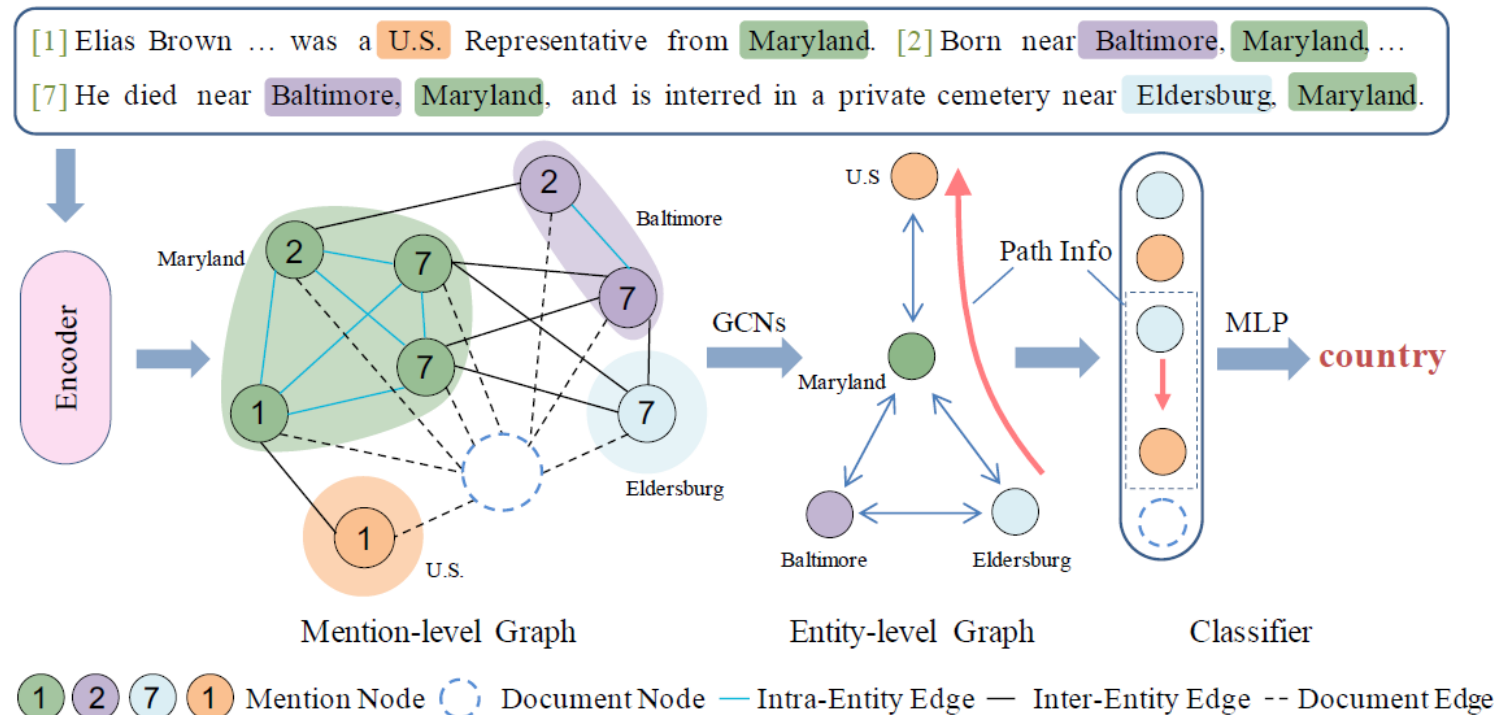 [1] Elias Brown … was a U.S. Representative from Maryland. [2] Born near Baltimore, Maryland, …
[7] He died near Baltimore, Maryland, and is interred in a private cemetery near Eldersburg, Maryland.
Encoder
Maryland
2
7
7
1
2
7
Baltimore
7
Eldersburg
1
U.S.
Mention-level Graph
GCNs
U.S
Maryland
Baltimore
Eldersburg
Entity-level Graph
Path Info
Classifier
MLP
country
1 2 7 1 Mention Node Document Node Intra-Entity Edge Inter-Entity Edge Document Edge